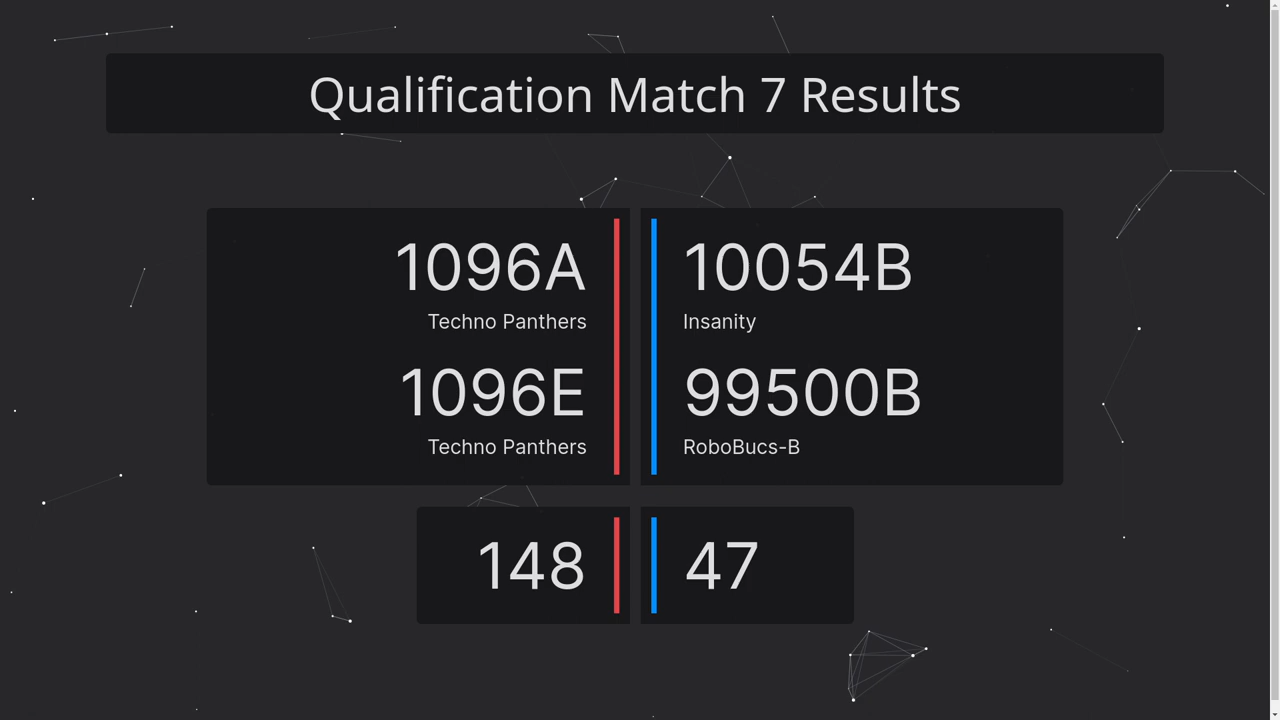 Qualification Match 7 Results
1096A
Techno Panthers
1096E
Techno Panthers
10054B
Insanity
99500B
RoboBucs-B
148
47